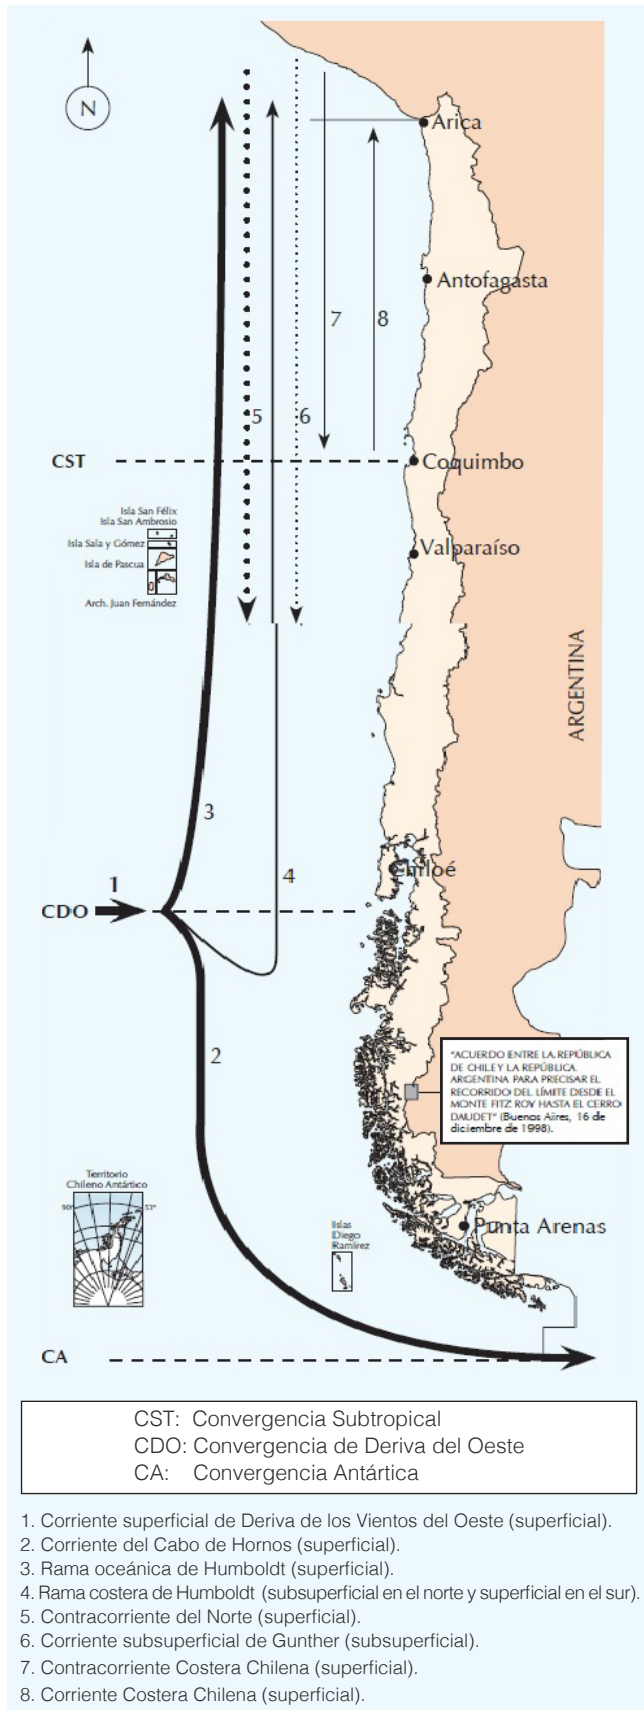 N
Arica
Antofagasta
7
8
5
6
CST
Coquimbo
Isla San Félix
Isla San Ambrosio
Isla Sala y Gómez
Isla de Pascua
Arch. Juan Fernández
Valparaíso
ARGENTINA
3
Chiloé
1
4
CDO
2
"ACUERDO ENTRE LA REPÚBLICA
DE CHILE Y LA REPÚBLICA
ARGENTINA PARA PRECISAR EL
RECORRIDO DEL LÍMITE DESDE EL
MONTE FITZ ROY HASTA EL CERRO
DAUDET" (Buenos Aires, 16 de
diciembre de 1998).
Territorio
Chileno Antártico
90°
53°
Islas
Diego
Ramírez
Punta Arenas
CA
CST: Convergencia Subtropical
CDO: Convergencia de Deriva del Oeste
CA: Convergencia Antártica
1. Corriente superficial de Deriva de los Vientos del Oeste (superficial).
2. Corriente del Cabo de Hornos (superficial).
3. Rama oceánica de Humboldt (superficial).
4. Rama costera de Humboldt (subsuperficial en el norte y superficial en el sur).
5. Contracorriente del Norte (superficial).
6. Corriente subsuperficial de Gunther (subsuperficial).
7. Contracorriente Costera Chilena (superficial).
8. Corriente Costera Chilena (superficial).